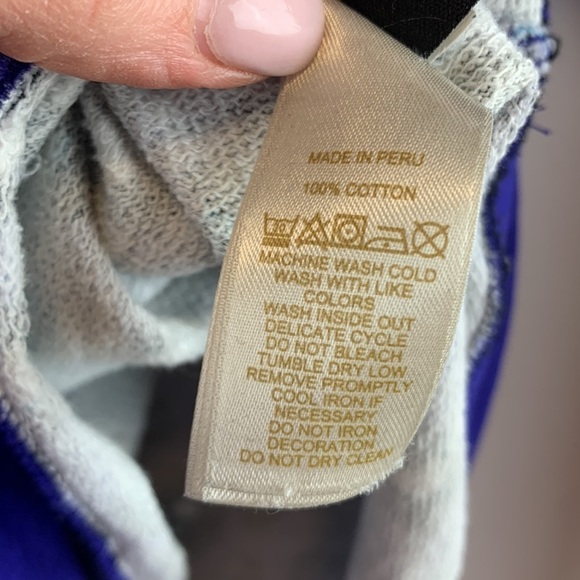 MADE IN PERU
100% COTTON
30
MACHINE WASH COLD
WASH WITH LIKE
COLORS
WASH INSIDE OUT
DELICATE CYCLE
DO NOT BLEACH
TUMBLE DRY LOW
REMOVE PROMPTLY
COOL IRON IF
NECESSARY
DO NOT IRON
DECORATION
DO NOT DRY CLEAN